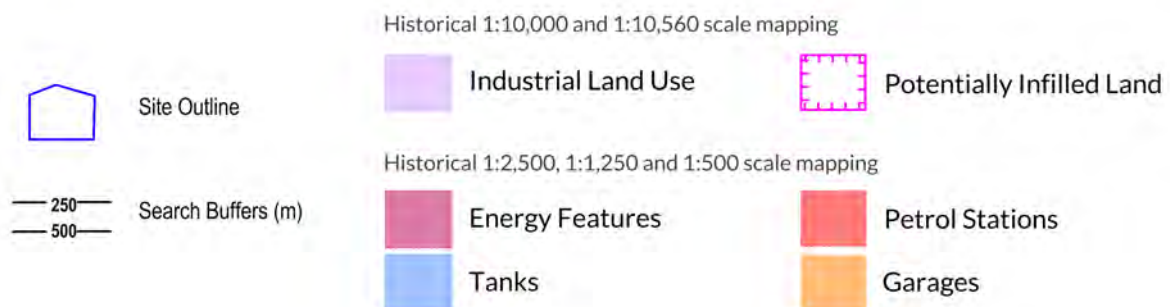 Historical 1:10,000 and 1:10,560 scale mapping
Industrial Land Use
Potentially Infilled Land
Site Outline
Historical 1:2,500, 1:1,250 and 1:500 scale mapping
250
500
Search Buffers (m)
Energy Features
Petrol Stations
Tanks
Garages